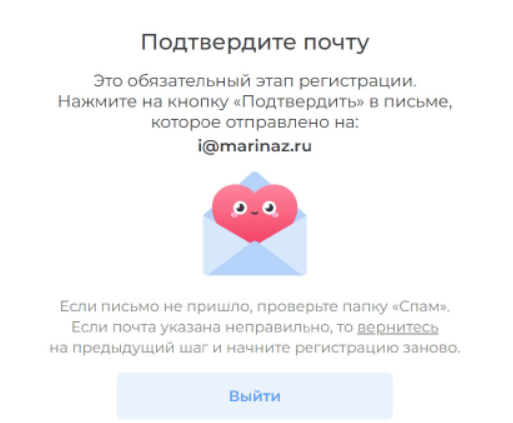 Подтвердите почту
Это обязательный этап регистрации.
Нажмите на кнопку «Подтвердить» в письме,
которое отправлено на:
i@marinaz.ru
Если письмо не пришло, проверьте папку «Спам».
Если почта указана неправильно, то вернитесь
на предыдущий шаг и начните регистрацию заново.
Выйти